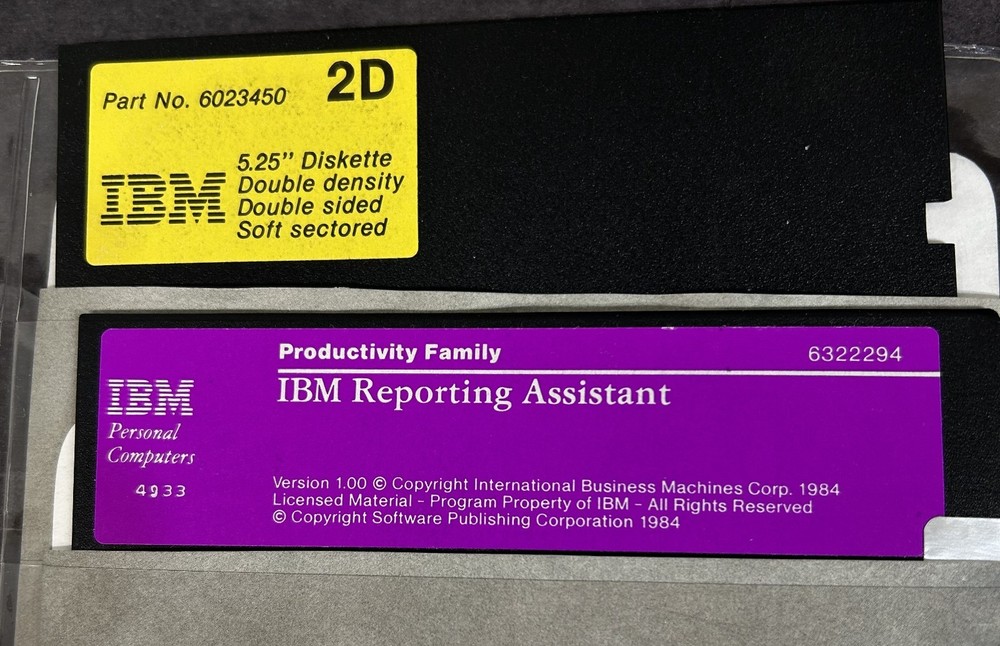 Part No. 6023450 2D
IBM
5.25” Diskette
Double density
Double sided
Soft sectored
Productivity Family 6322294
IBM Reporting Assistant
IBM
Personal
Computers
4933
Version 1.00 © Copyright International Business Machines Corp. 1984
Licensed Material - Program Property of IBM - All Rights Reserved
© Copyright Software Publishing Corporation 1984